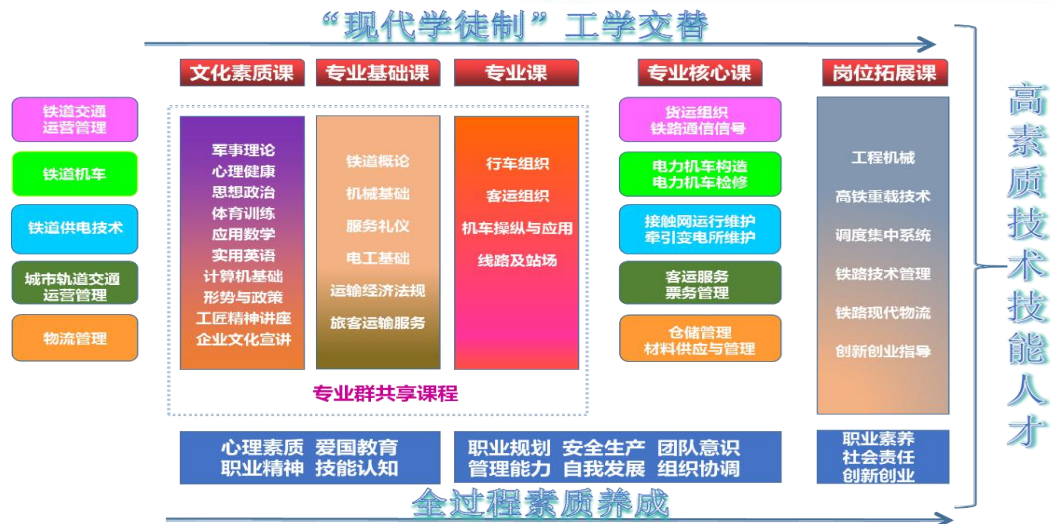 “现代学徒制”工学交替
文化素质课
专业基础课
专业课
专业核心课
岗位拓展课
铁道交通
运营管理
铁道机车
铁道供电技术
城市轨道交通
运营管理
物流管理
军事理论
心理健康
思想政治
体育训练
应用数学
实用英语
计算机基础
形势与政策
工匠精神讲座
企业文化宣讲
铁道概论
机械基础
服务礼仪
电工基础
运输经济法规
旅客运输服务
行车组织
客运组织
机车操纵与应用
线路及站场
专业群共享课程
货运组织
铁路通信信号
电力机车构造
电力机车检修
接触网运行维护
牵引变电所维护
客运服务
票务管理
仓储管理
材料供应与管理
工程机械
高铁重载技术
调度集中系统
铁路技术管理
铁路现代物流
创新创业指导
心理素质 爱国教育
职业精神 技能认知
职业规划 安全生产 团队意识
管理能力 自我发展 组织协调
职业素养
社会责任
创新创业
全过程素质养成
高素质技术技能人才